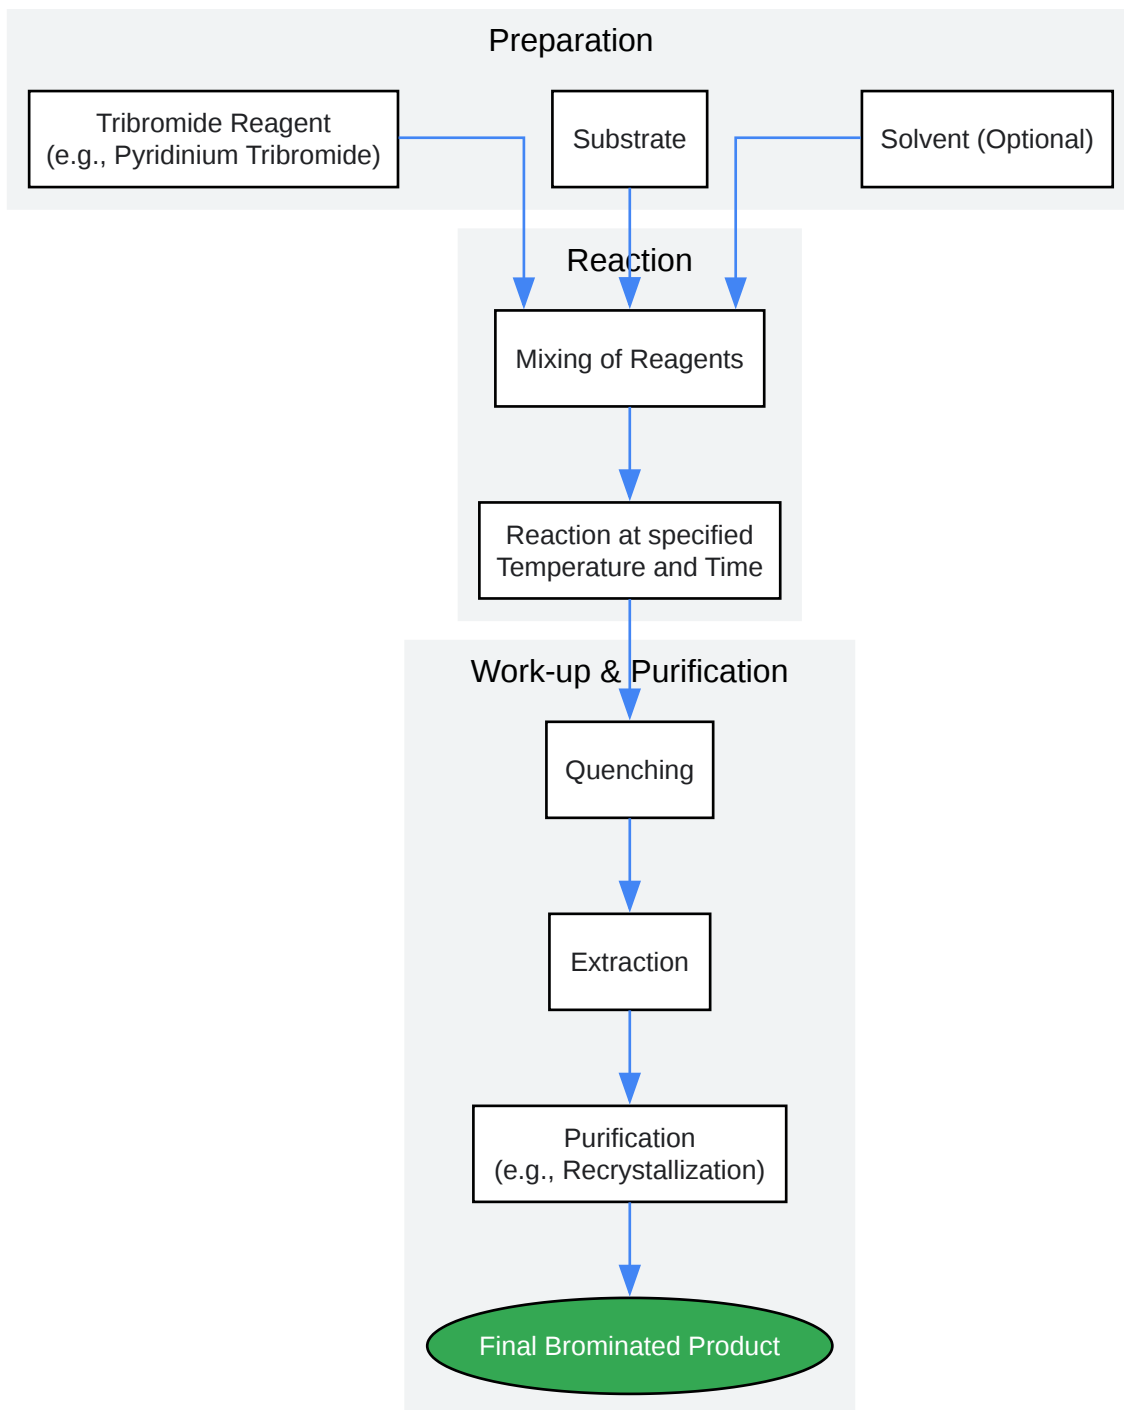 Preparation
Tribromide Reagent
(e.g., Pyridinium Tribromide)
Substrate
Solvent (Optional)
Reaction
Mixing of Reagents
Reaction at specified
Temperature and Time
Work-up & Purification
Quenching
Extraction
Purification
(e.g., Recrystallization)
Final Brominated Product